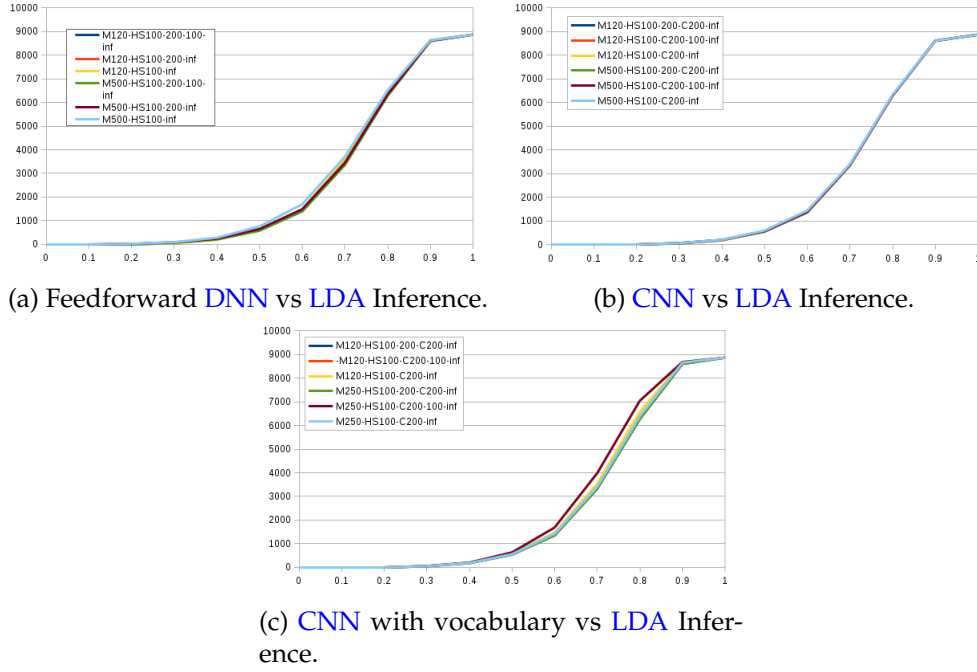 10000
9000
8000
7000
6000
5000
4000
3000
2000
1000
0
M120-HS100-200-100-
inf
M120-HS100-200-inf
M120-HS100-inf
M500-HS100-200-100-
inf
M500-HS100-200-inf
M500-HS100-inf
0 0.1 0.2 0.3 0.4 0.5 0.6 0.7 0.8 0.9 1
(a) Feedforward DNN vs LDA Inference.
10000
9000
8000
7000
6000
5000
4000
3000
2000
1000
0
M120-HS100-200-C200-inf
M120-HS100-C200-100-inf
M120-HS100-C200-inf
M500-HS100-200-C200-inf
M500-HS100-C200-100-inf
M500-HS100-C200-inf
0 0.1 0.2 0.3 0.4 0.5 0.6 0.7 0.8 0.9 1
(b) CNN vs LDA Inference.
10000
9000
8000
7000
6000
5000
4000
3000
2000
1000
0
M120-HS100-200-C200-inf
-M120-HS100-C200-100-inf
M120-HS100-C200-inf
M250-HS100-200-C200-inf
M250-HS100-C200-100-inf
M250-HS100-C200-inf
0 0.1 0.2 0.3 0.4 0.5 0.6 0.7 0.8 0.9 1
(c) CNN with vocabulary vs LDA Infer-
ence.